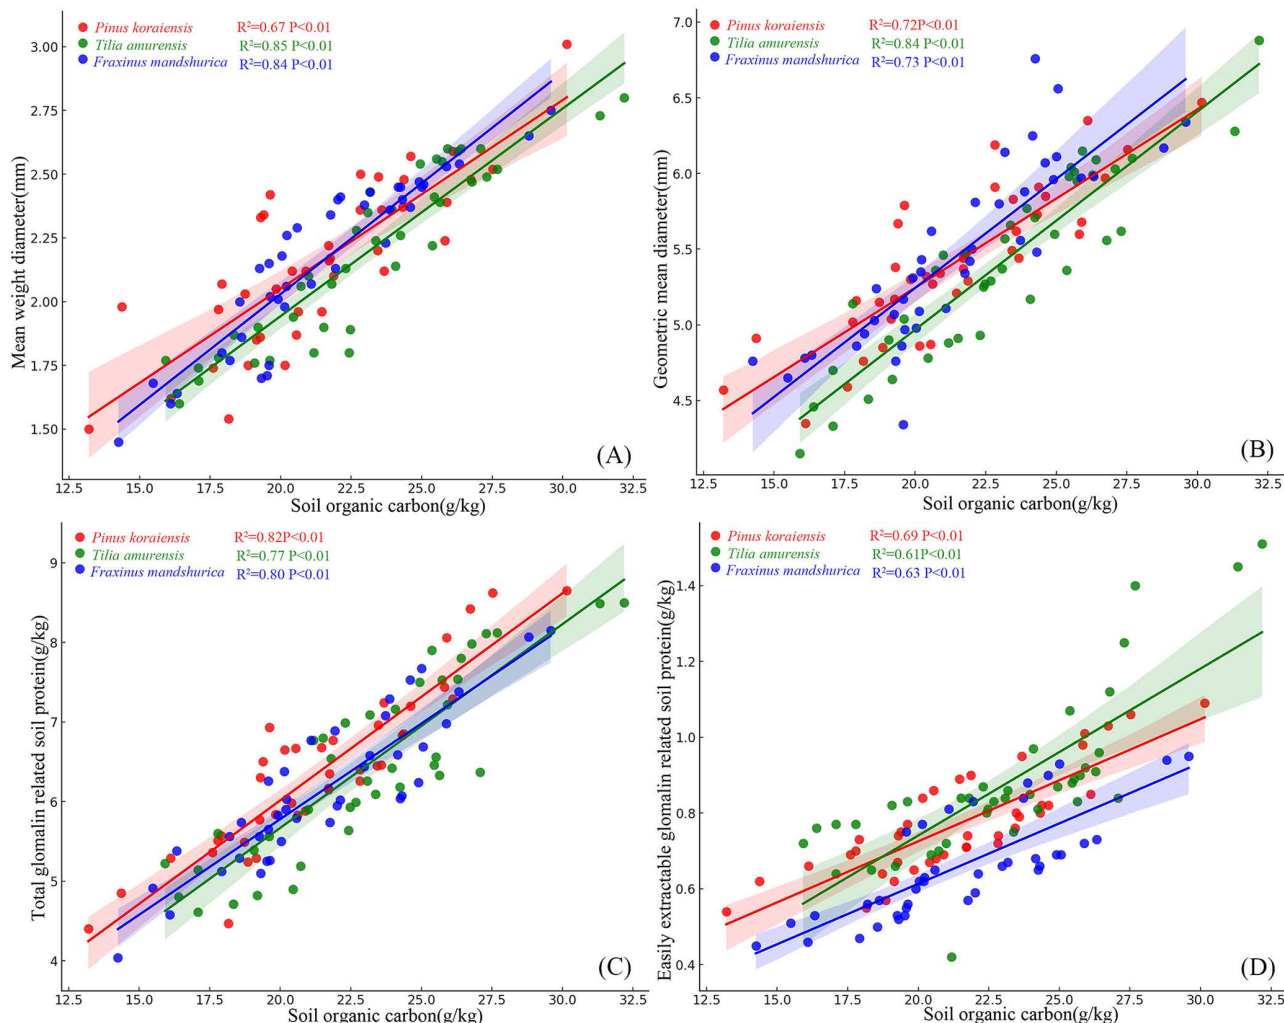 Pinus koraiensis R²=0.67 P<0.01
Tilia amurensis R²=0.85 P<0.01
Fraxinus mandshurica R²=0.84 P<0.01
Mean weight diameter(mm)
3.00
2.75
2.50
2.25
2.00
1.75
1.50
(A)
12.5 15.0 17.5 20.0 22.5 25.0 27.5 30.0 32.5
Soil organic carbon(g/kg)
Pinus koraiensis R²=0.72P<0.01
Tilia amurensis R²=0.84 P<0.01
Fraxinus mandshurica R²=0.73 P<0.01
Geometric mean diameter(mm)
7.0
6.5
6.0
5.5
5.0
4.5
(B)
12.5 15.0 17.5 20.0 22.5 25.0 27.5 30.0 32.5
Soil organic carbon(g/kg)
Pinus koraiensis R²=0.82P<0.01
Tilia amurensis R²=0.77 P<0.01
Fraxinus mandshurica R²=0.80 P<0.01
Total glomalin related soil protein(g/kg)
9
8
7
6
5
4
(C)
12.5 15.0 17.5 20.0 22.5 25.0 27.5 30.0 32.5
Soil organic carbon(g/kg)
Pinus koraiensis R²=0.69 P<0.01
Tilia amurensis R²=0.61P<0.01
Fraxinus mandshurica R²=0.63 P<0.01
Easily extractable glomalin related soil protein(g/kg)
1.4
1.2
1.0
0.8
0.6
0.4
(D)
12.5 15.0 17.5 20.0 22.5 25.0 27.5 30.0 32.5
Soil organic carbon(g/kg)